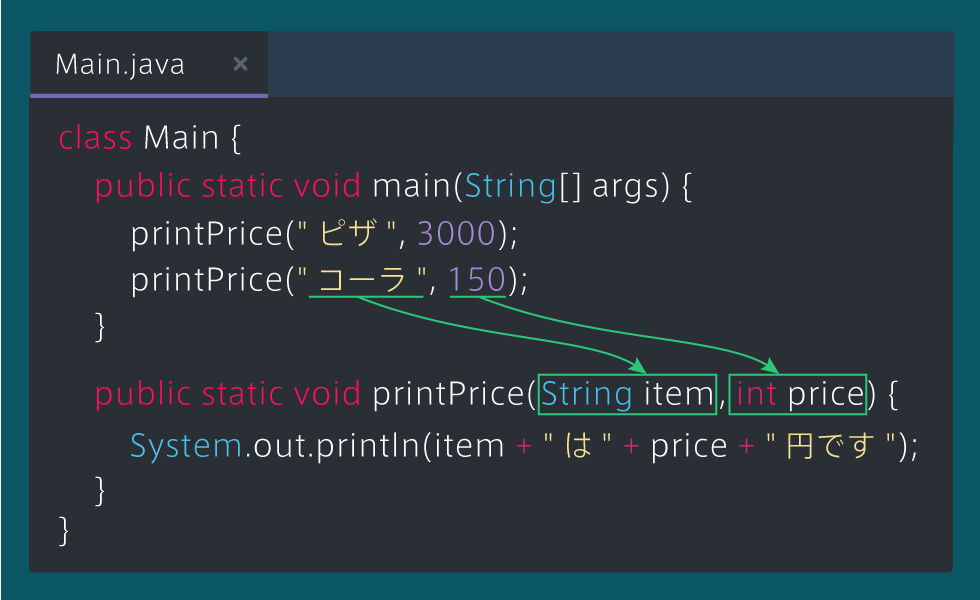 Main.java ×
class Main {
public static void main(String[] args) {
printPrice(" ピザ ", 3000);
printPrice(" コーラ ", 150);
}
public static void printPrice(String item, int price) {
System.out.println(item + " は " + price + " 円です ");
}
}